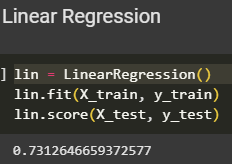 Linear Regression
] lin = LinearRegression()
lin.fit(X_train, y_train)
lin.score(X_test, y_test)
0.7312646659372577